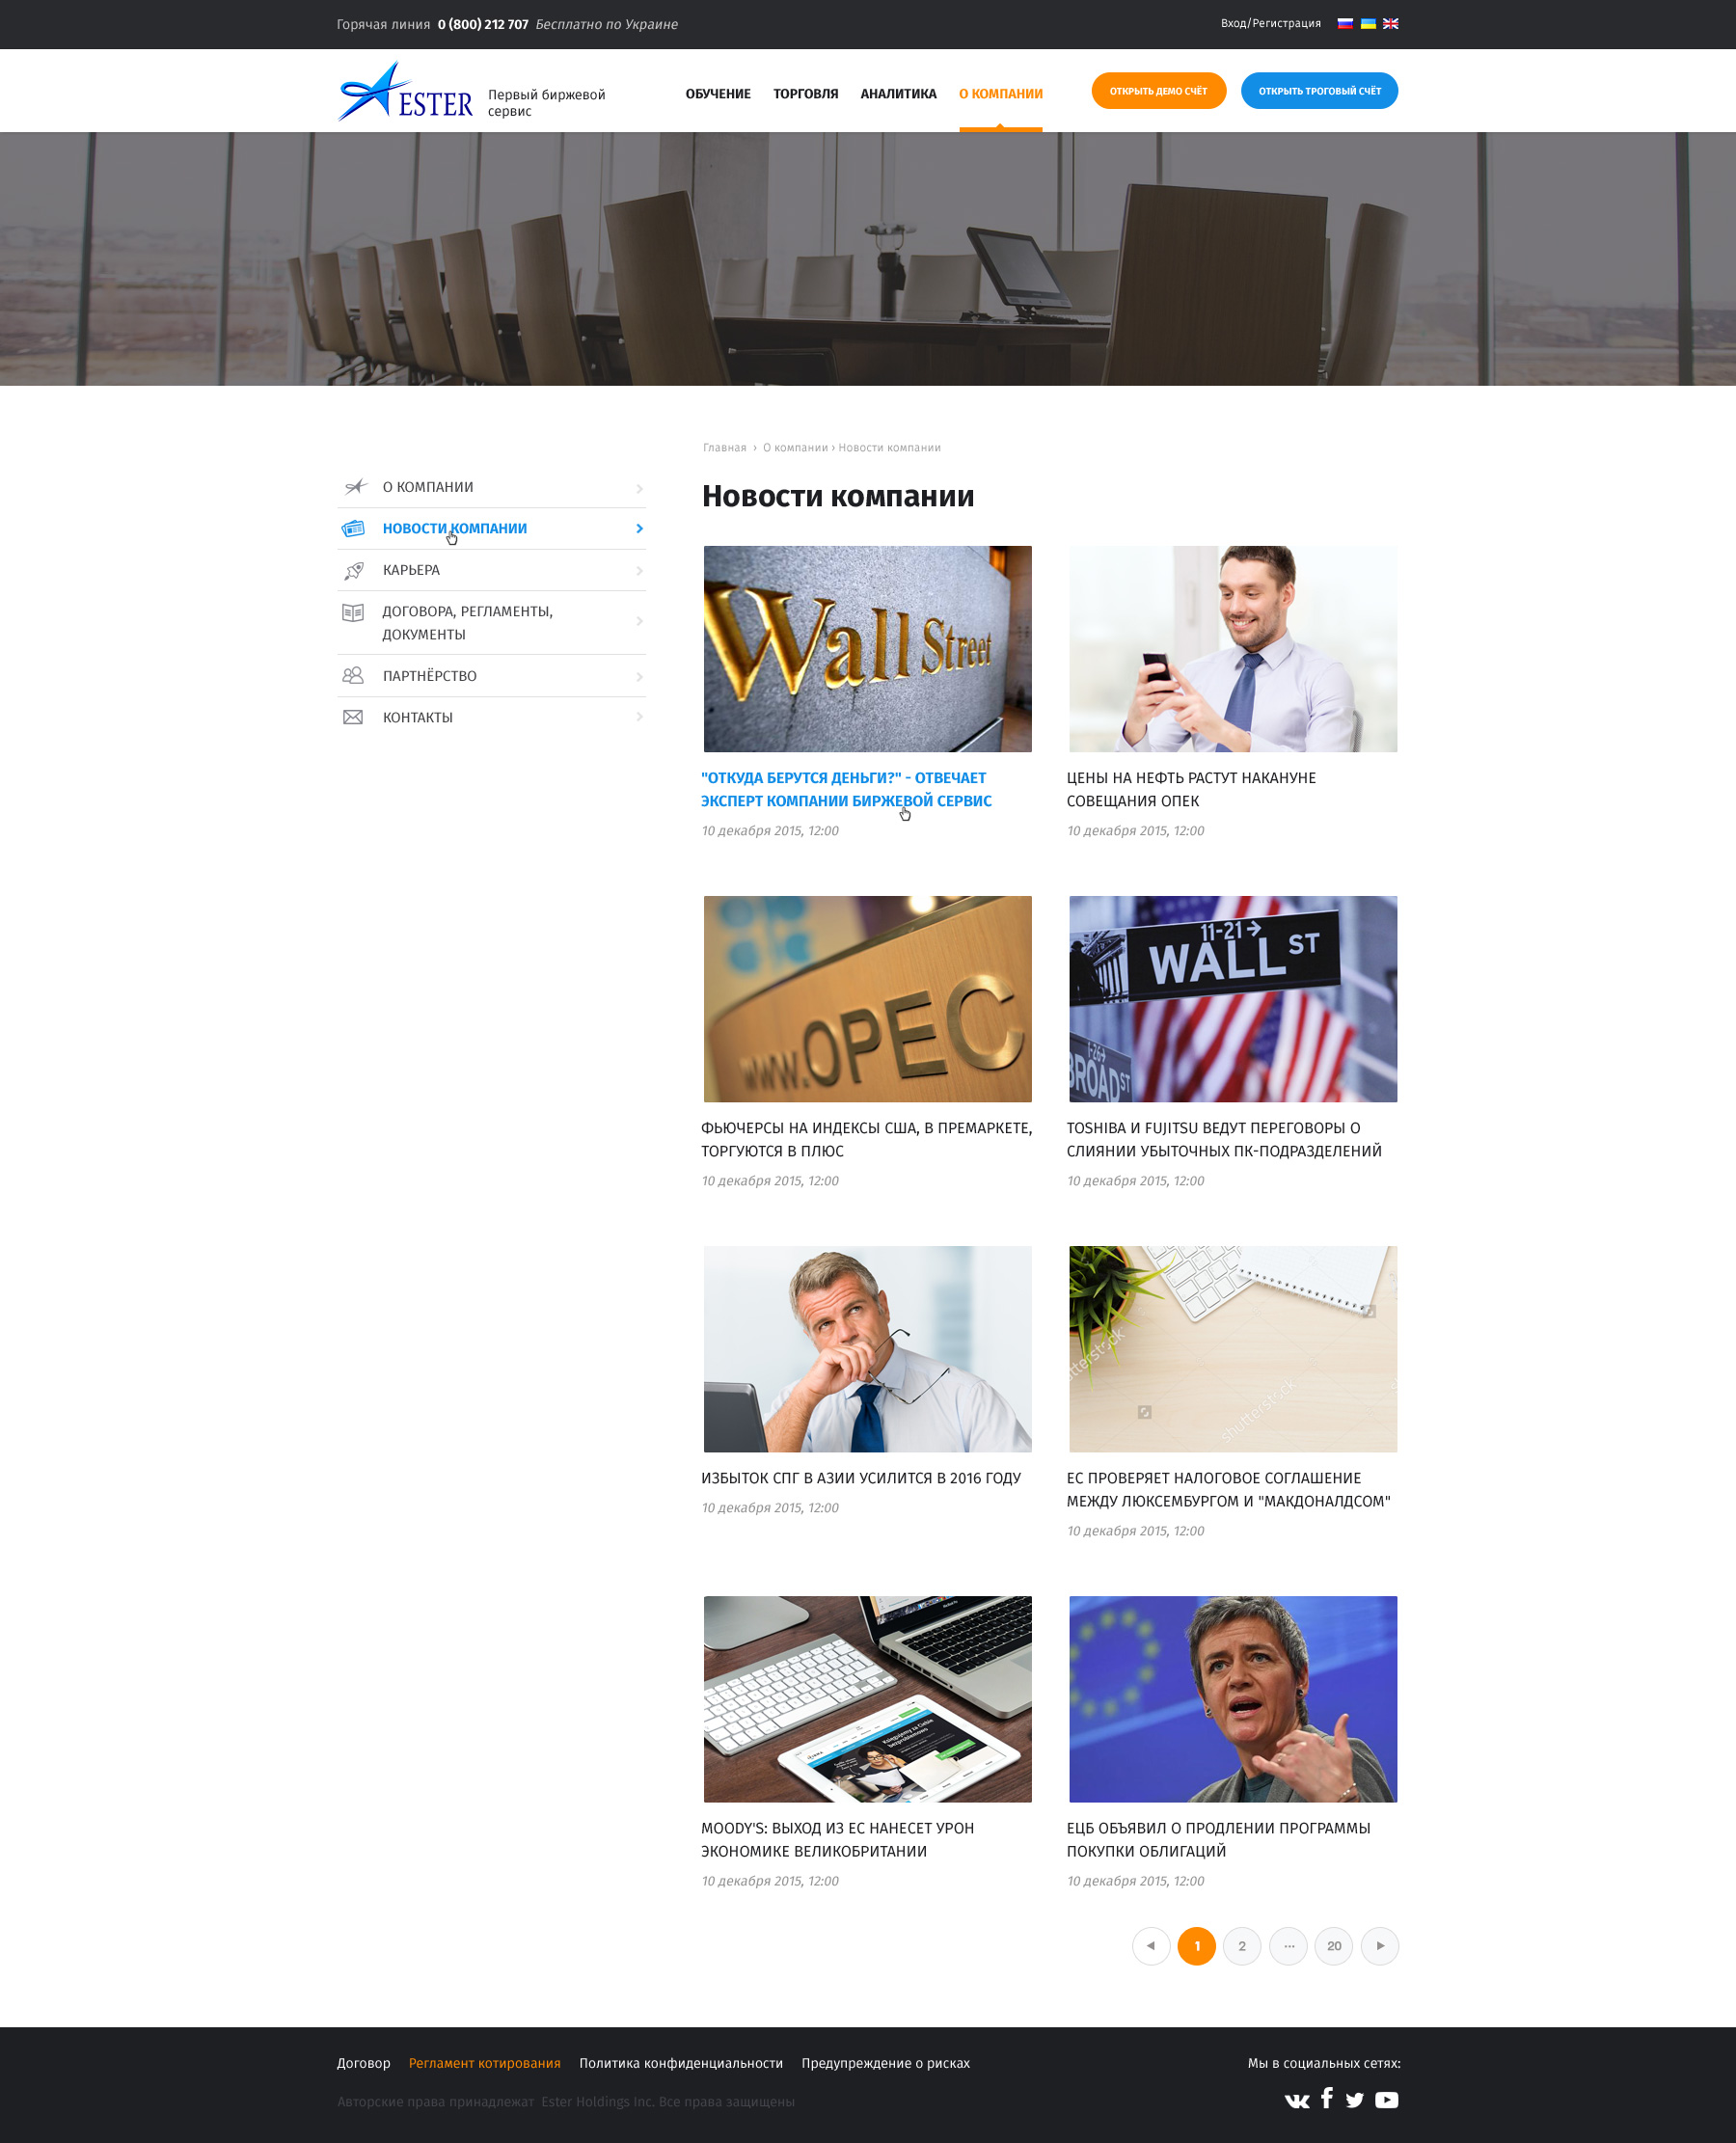 Горячая линия 0 (800) 212 707 Бесплатно по Украине
Вход/Регистрация
ESTER
Первый биржевой
сервис
ОБУЧЕНИЕ
ТОРГОВЛЯ
АНАЛИТИКА
О КОМПАНИИ
ОТКРЫТЬ ДЕМО СЧЁТ
ОТКРЫТЬ ТРОГОВЫЙ СЧЁТ
Главная › О компании › Новости компании
О КОМПАНИИ
НОВОСТИ КОМПАНИИ
КАРЬЕРА
ДОГОВОРА, РЕГЛАМЕНТЫ,
ДОКУМЕНТЫ
ПАРТНЁРСТВО
КОНТАКТЫ
Новости компании
Wall Street
"ОТКУДА БЕРУТСЯ ДЕНЬГИ?" - ОТВЕЧАЕТ
ЭКСПЕРТ КОМПАНИИ БИРЖЕВОЙ СЕРВИС
10 декабря 2015, 12:00
ЦЕНЫ НА НЕФТЬ РАСТУТ НАКАНУНЕ
СОВЕЩАНИЯ ОПЕК
10 декабря 2015, 12:00
www.OPEC
ФЬЮЧЕРСЫ НА ИНДЕКСЫ США, В ПРЕМАРКЕТЕ,
ТОРГУЮТСЯ В ПЛЮС
10 декабря 2015, 12:00
11-21→
WALL ST
1-26→
BROAD ST
TOSHIBA И FUJITSU ВЕДУТ ПЕРЕГОВОРЫ О
СЛИЯНИИ УБЫТОЧНЫХ ПК-ПОДРАЗДЕЛЕНИЙ
10 декабря 2015, 12:00
ИЗБЫТОК СПГ В АЗИИ УСИЛИТСЯ В 2016 ГОДУ
10 декабря 2015, 12:00
utterstock
shutterstock
ЕС ПРОВЕРЯЕТ НАЛОГОВОЕ СОГЛАШЕНИЕ
МЕЖДУ ЛЮКСЕМБУРГОМ И "МАКДОНАЛДСОМ"
10 декабря 2015, 12:00
Księgujemy za Ciebie
bezproblemowo
MOODY'S: ВЫХОД ИЗ ЕС НАНЕСЕТ УРОН
ЭКОНОМИКЕ ВЕЛИКОБРИТАНИИ
10 декабря 2015, 12:00
ЕЦБ ОБЪЯВИЛ О ПРОДЛЕНИИ ПРОГРАММЫ
ПОКУПКИ ОБЛИГАЦИЙ
10 декабря 2015, 12:00
1 2 ... 20
Договор
Регламент котирования
Политика конфиденциальности
Предупреждение о рисках
Мы в социальных сетях:
Авторские права принадлежат Ester Holdings Inc. Все права защищены